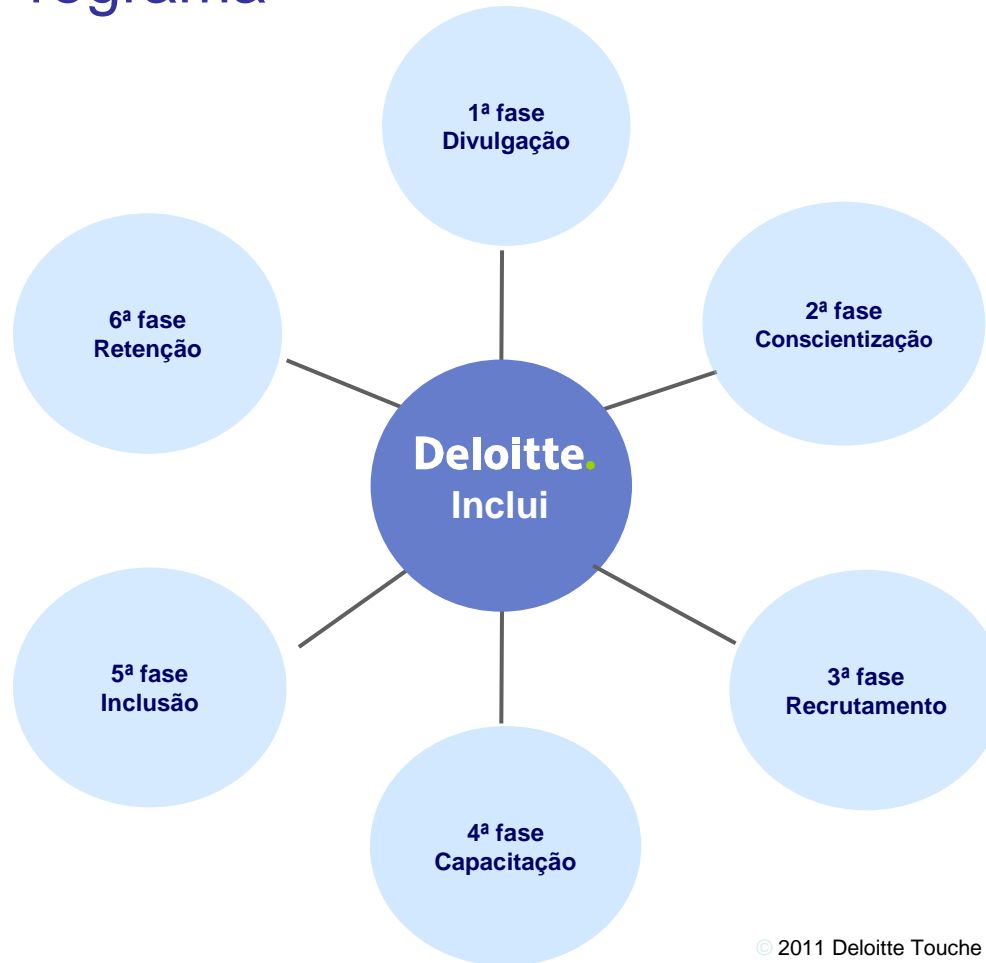 rograma
1ª fase
Divulgação
2ª fase
Conscientização
3ª fase
Recrutamento
4ª fase
Capacitação
5ª fase
Inclusão
6ª fase
Retenção
Deloitte.
Inclui
© 2011 Deloitte Touche